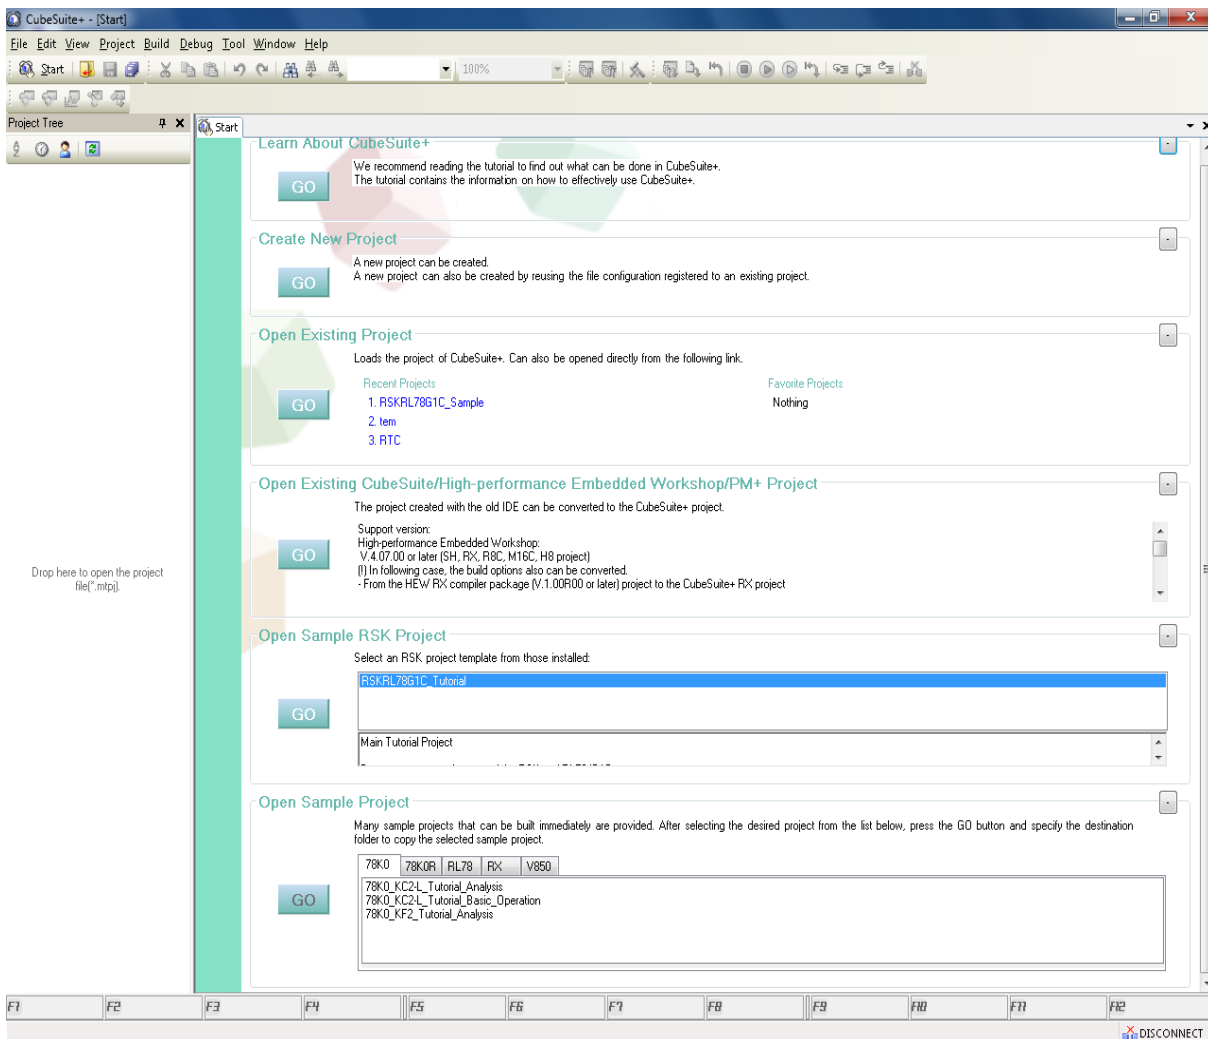 CubeSuite+ - [Start]
File Edit View Project Build Debug Tool Window Help
Start 100%
Project Tree
Start
Learn About CubeSuite+
We recommend reading the tutorial to find out what can be done in CubeSuite+.
The tutorial contains the information on how to effectively use CubeSuite+.
GO
Create New Project
A new project can be created.
A new project can also be created by reusing the file configuration registered to an existing project.
GO
Open Existing Project
Loads the project of CubeSuite+. Can also be opened directly from the following link.
GO
Recent Projects
1. RSKRL78G1C_Sample
2. tem
3. RTC
Favorite Projects
Nothing
Open Existing CubeSuite/High-performance Embedded Workshop/PM+ Project
The project created with the old IDE can be converted to the CubeSuite+ project.
GO
Support version:
High-performance Embedded Workshop:
V.4.07.00 or later (SH, RX, R8C, M16C, H8 project)
(!) In following case, the build options also can be converted.
- From the HEW RX compiler package (V.1.00R00 or later) project to the CubeSuite+ RX project
Drop here to open the project
file(*.mtpj).
Open Sample RSK Project
Select an RSK project template from those installed:
RSKRL78G1C_Tutorial
GO
Main Tutorial Project
Open Sample Project
Many sample projects that can be built immediately are provided. After selecting the desired project from the list below, press the GO button and specify the destination
folder to copy the selected sample project.
78K0 78K0R RL78 RX V850
GO
78K0_KC2-L_Tutorial_Analysis
78K0_KC2-L_Tutorial_Basic_Operation
78K0_KF2_Tutorial_Analysis
F1 F2 F3 F4 F5 F6 F7 F8 F9 F10 F11 F12
DISCONNECT